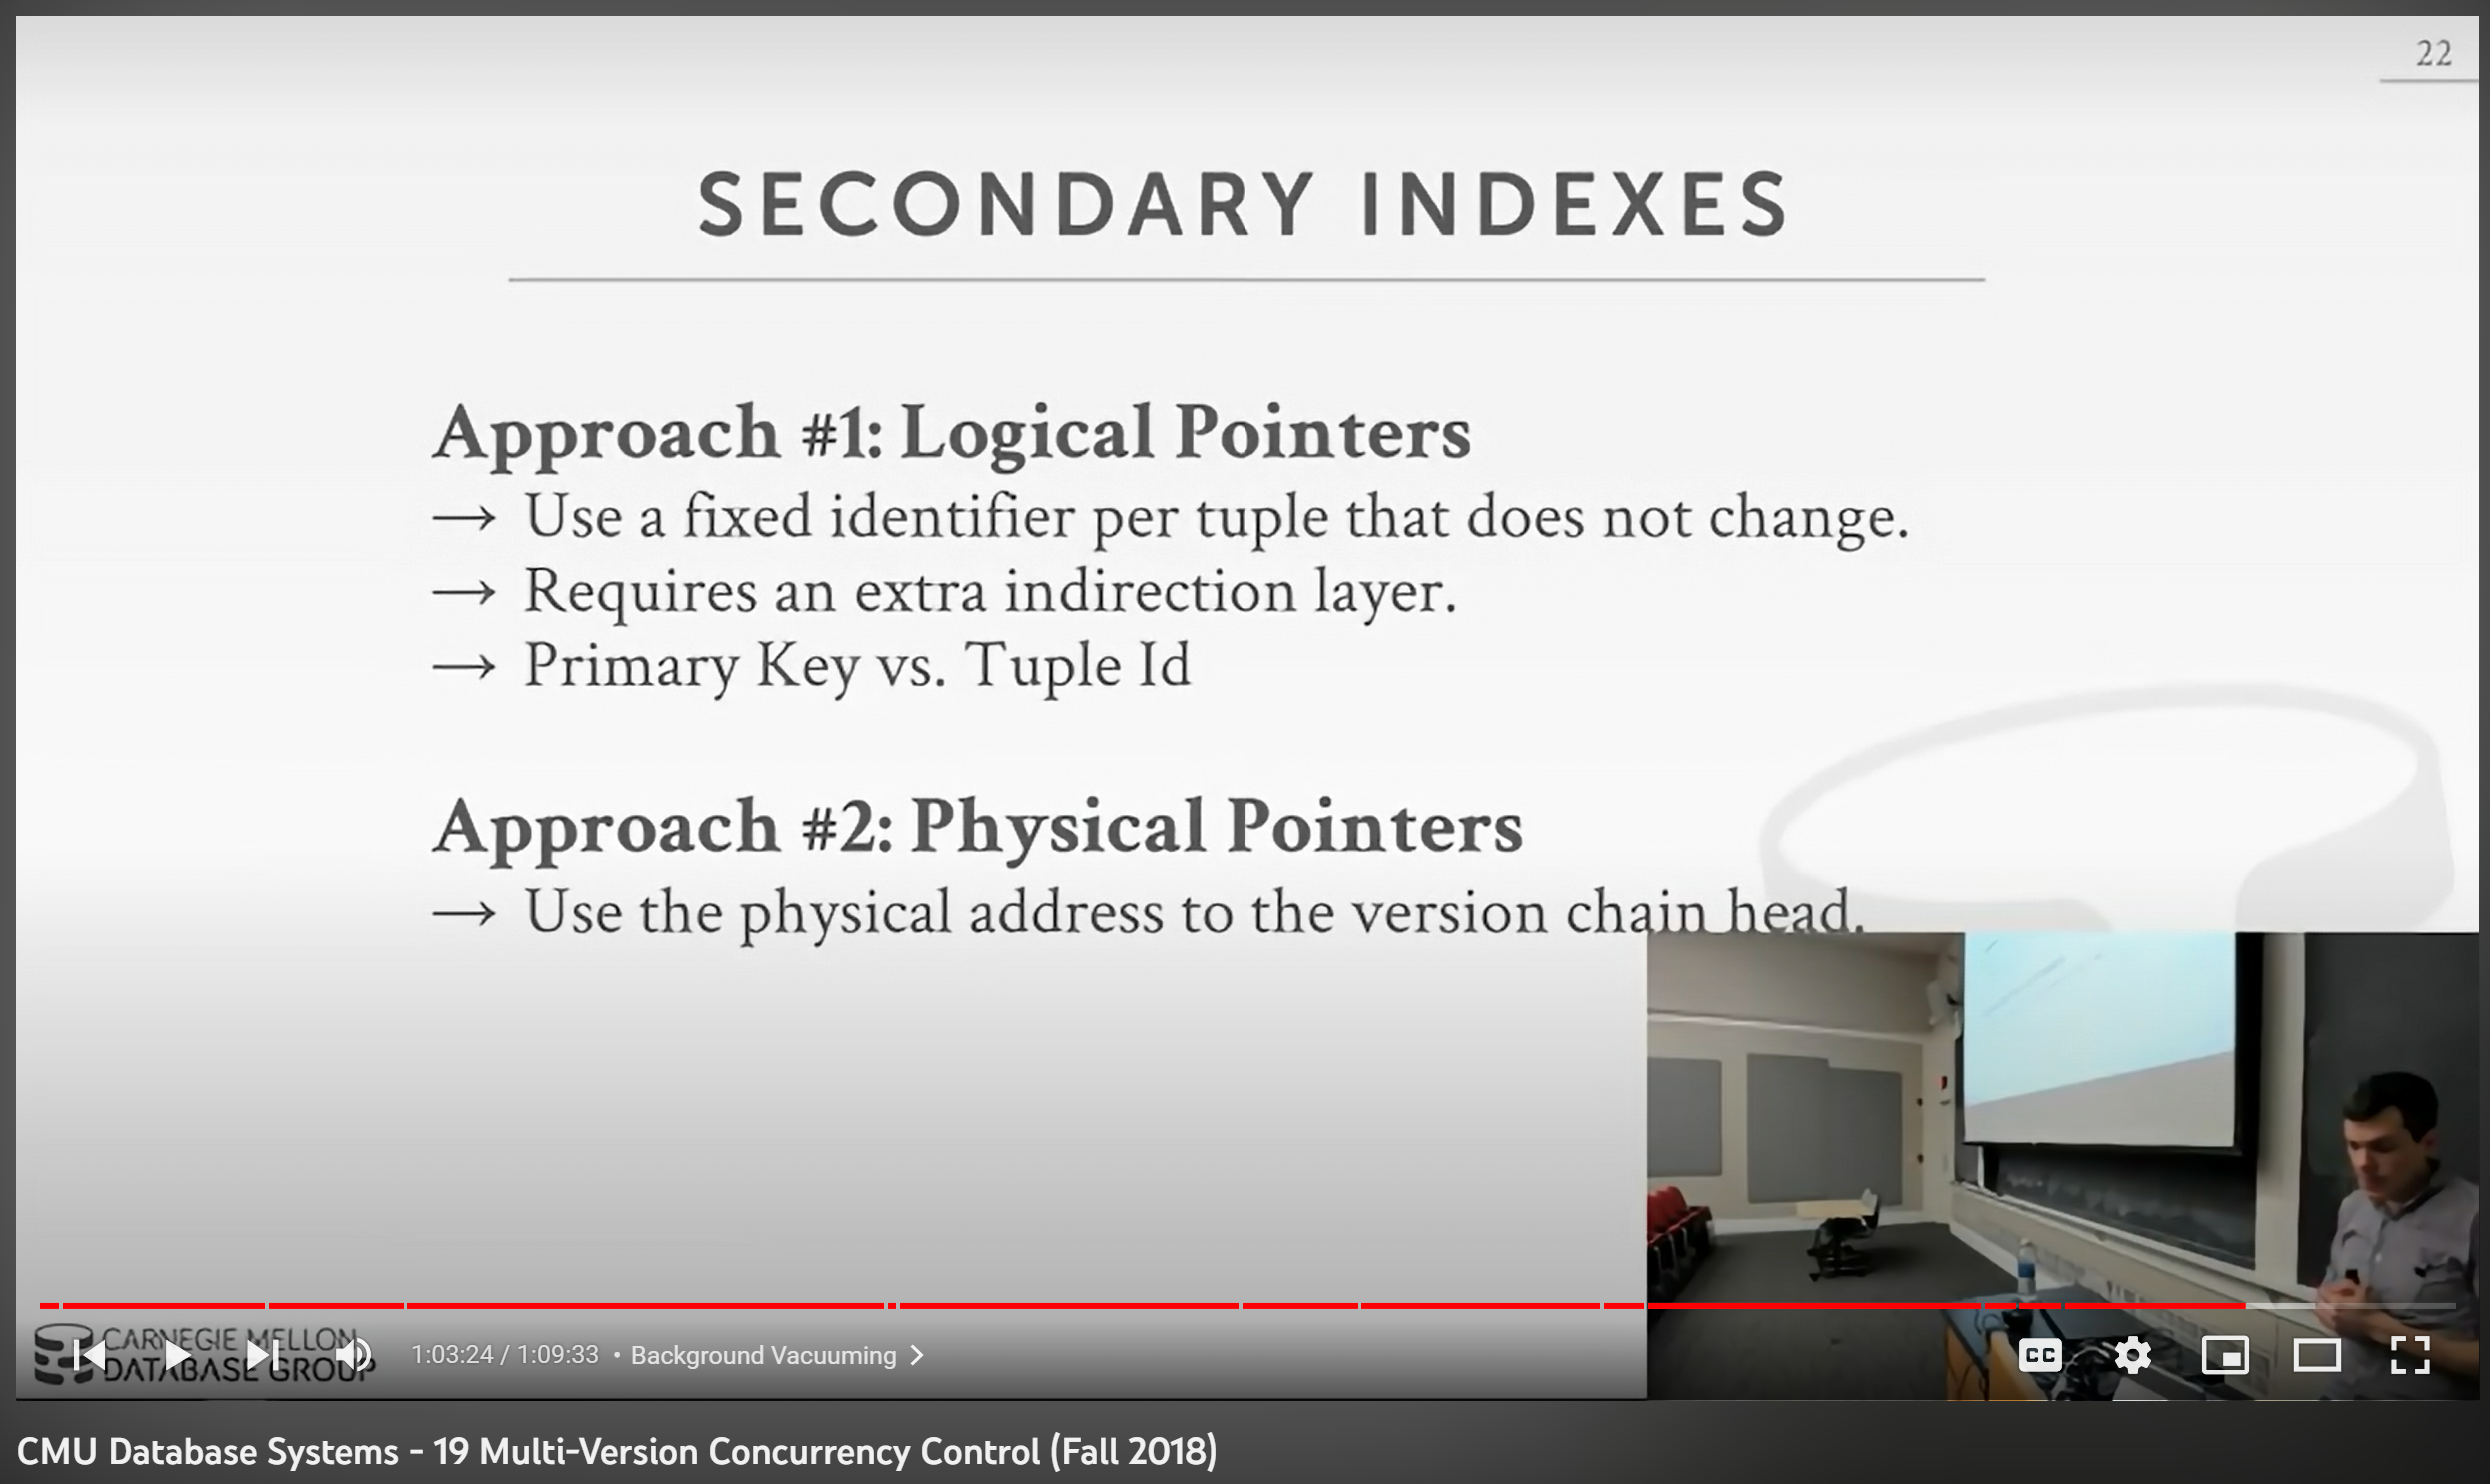 22
SECONDARY INDEXES
Approach #1: Logical Pointers
→ Use a fixed identifier per tuple that does not change.
→ Requires an extra indirection layer.
→ Primary Key vs. Tuple Id
Approach #2: Physical Pointers
→ Use the physical address to the version chain head.
CARNEGIE MELLON
DATABASE GROUP
1:03:24 / 1:09:33 • Background Vacuuming >
CC
CMU Database Systems - 19 Multi-Version Concurrency Control (Fall 2018)